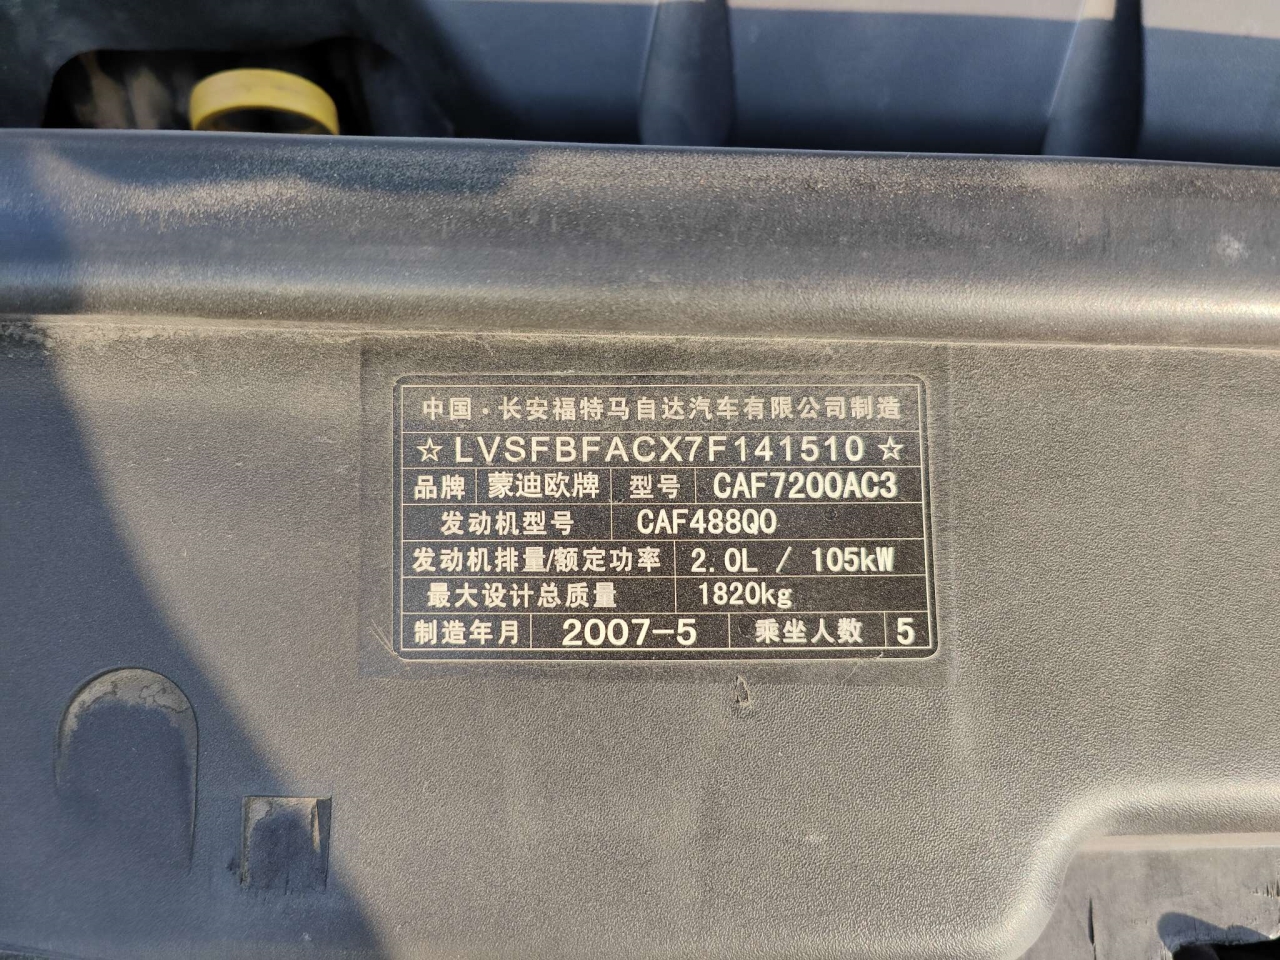 中国·长安福特马自达汽车有限公司制造
☆LVSFBFACX7F141510☆
品牌 蒙迪欧牌 型号 CAF7200AC3
发动机型号 CAF488Q0
发动机排量/额定功率 2.0L / 105kW
最大设计总质量 1820kg
制造年月 2007-5 乘坐人数 5